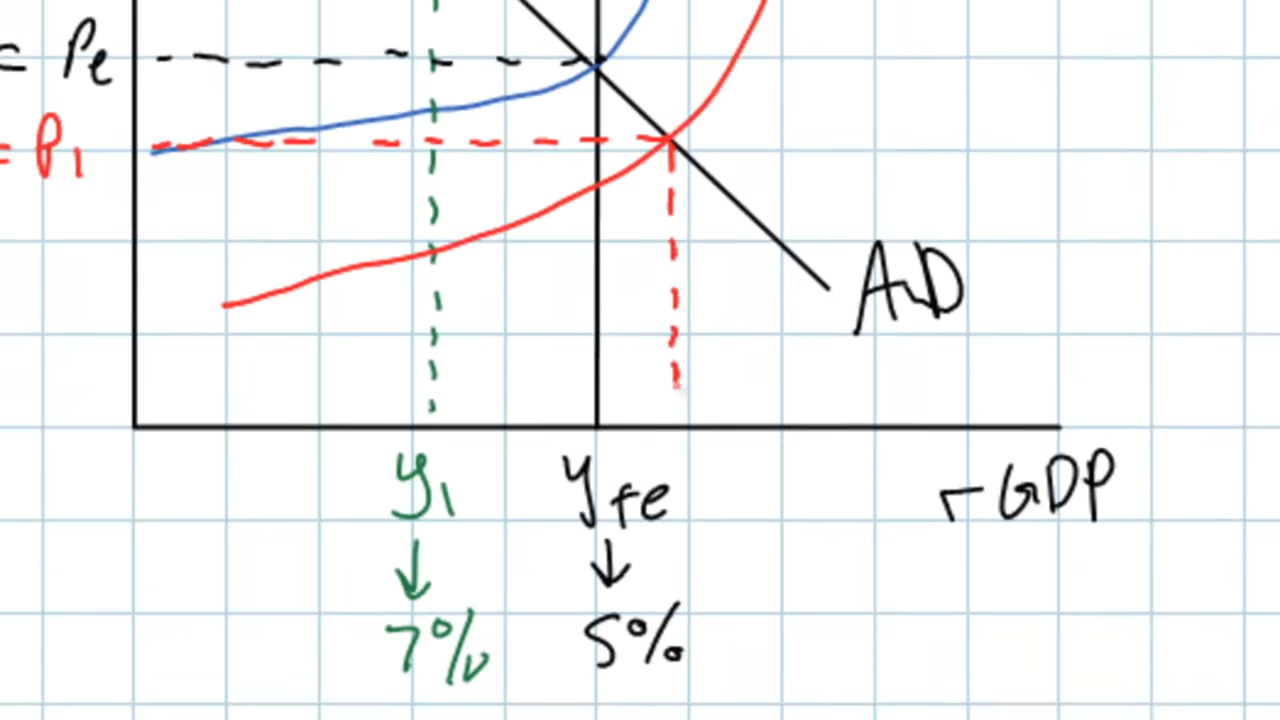 = Pe
= P1
AD
y1
yfe
rGDP
7%
5%